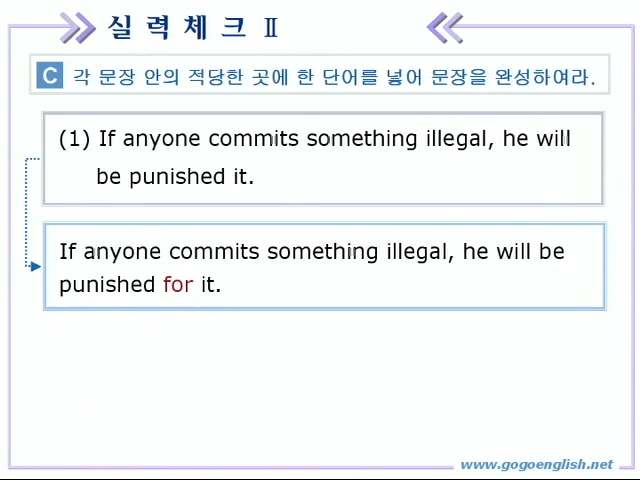 실 력 체 크 Ⅱ
C 각 문장 안의 적당한 곳에 한 단어를 넣어 문장을 완성하여라.
(1) If anyone commits something illegal, he will
be punished it.
If anyone commits something illegal, he will be
punished for it.
www.gogoenglish.net